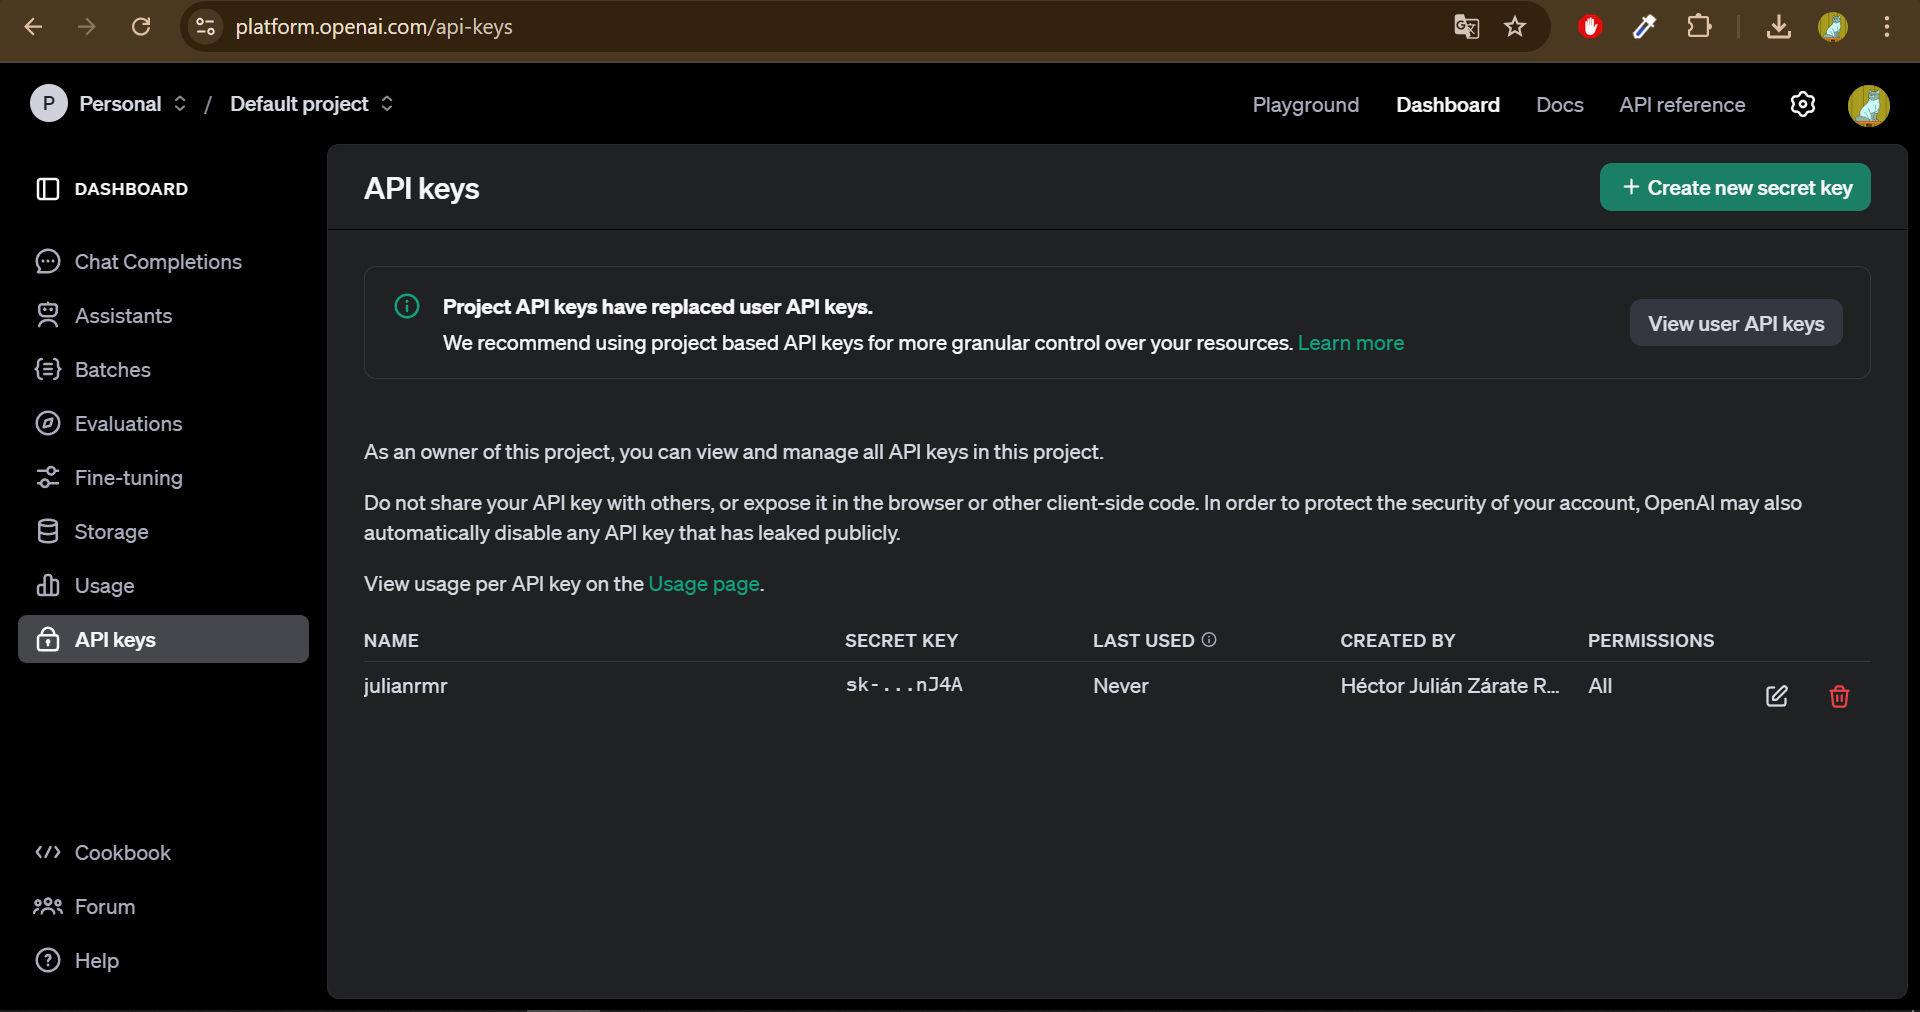 platform.openai.com/api-keys
P Personal / Default project
Playground Dashboard Docs API reference
DASHBOARD
Chat Completions
Assistants
Batches
Evaluations
Fine-tuning
Storage
Usage
API keys
Cookbook
Forum
Help
API keys
+ Create new secret key
Project API keys have replaced user API keys.
We recommend using project based API keys for more granular control over your resources. Learn more
View user API keys
As an owner of this project, you can view and manage all API keys in this project.
Do not share your API key with others, or expose it in the browser or other client-side code. In order to protect the security of your account, OpenAI may also
automatically disable any API key that has leaked publicly.
View usage per API key on the Usage page.
NAME SECRET KEY LAST USED CREATED BY PERMISSIONS
julianrmr sk-...nJ4A Never Héctor Julián Zárate R... All